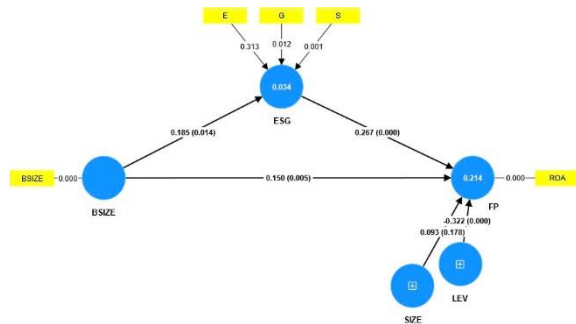 E
G
S
0.313
0.012
0.001
0.034
ESG
0.185 (0.014)
0.267 (0.000)
BSIZE
0.000
BSIZE
0.150 (0.005)
0.214
FP
0.000
ROA
-0.322 (0.000)
0.093 (0.178)
LEV
SIZE